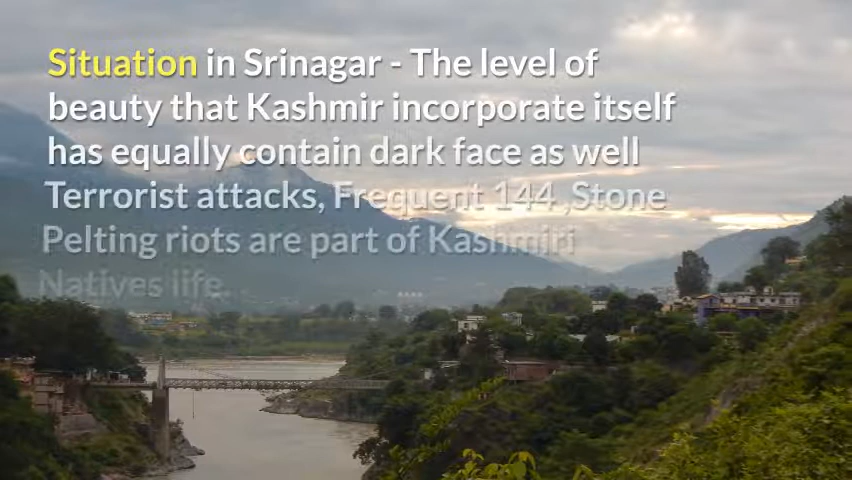 Situation in Srinagar - The level of
beauty that Kashmir incorporate itself
has equally contain dark face as well
Terrorist attacks, Frequent 144 ,Stone
Pelting riots are part of Kashmiri
Natives life